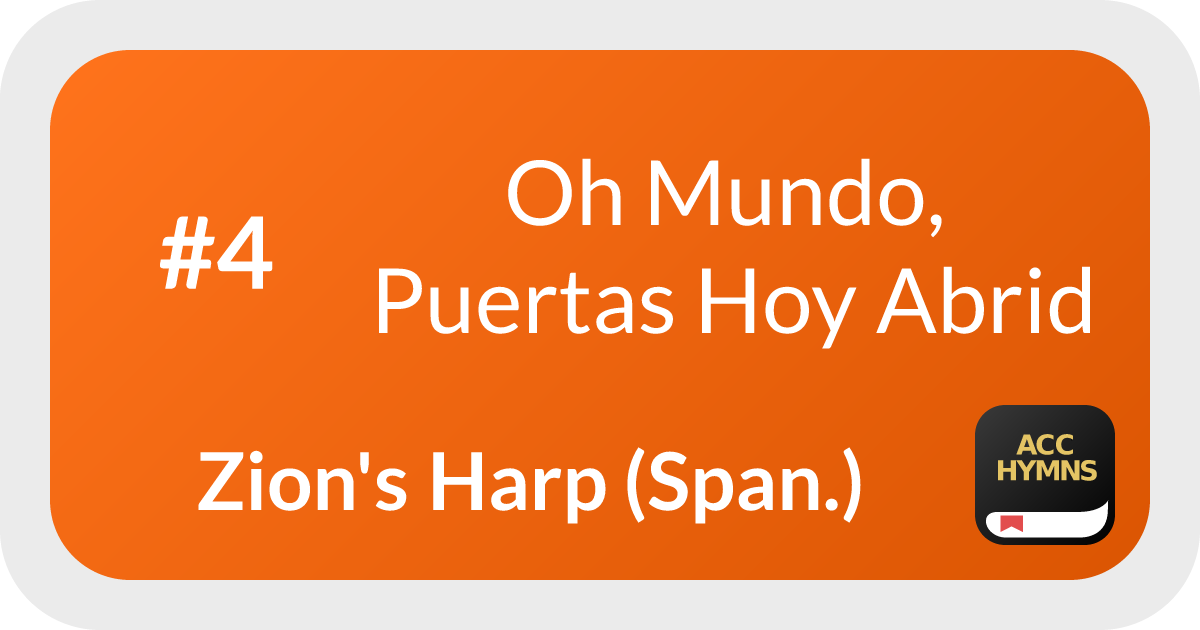 #4
Oh Mundo,
Puertas Hoy Abrid
Zion's Harp (Span.)
ACC
HYMNS